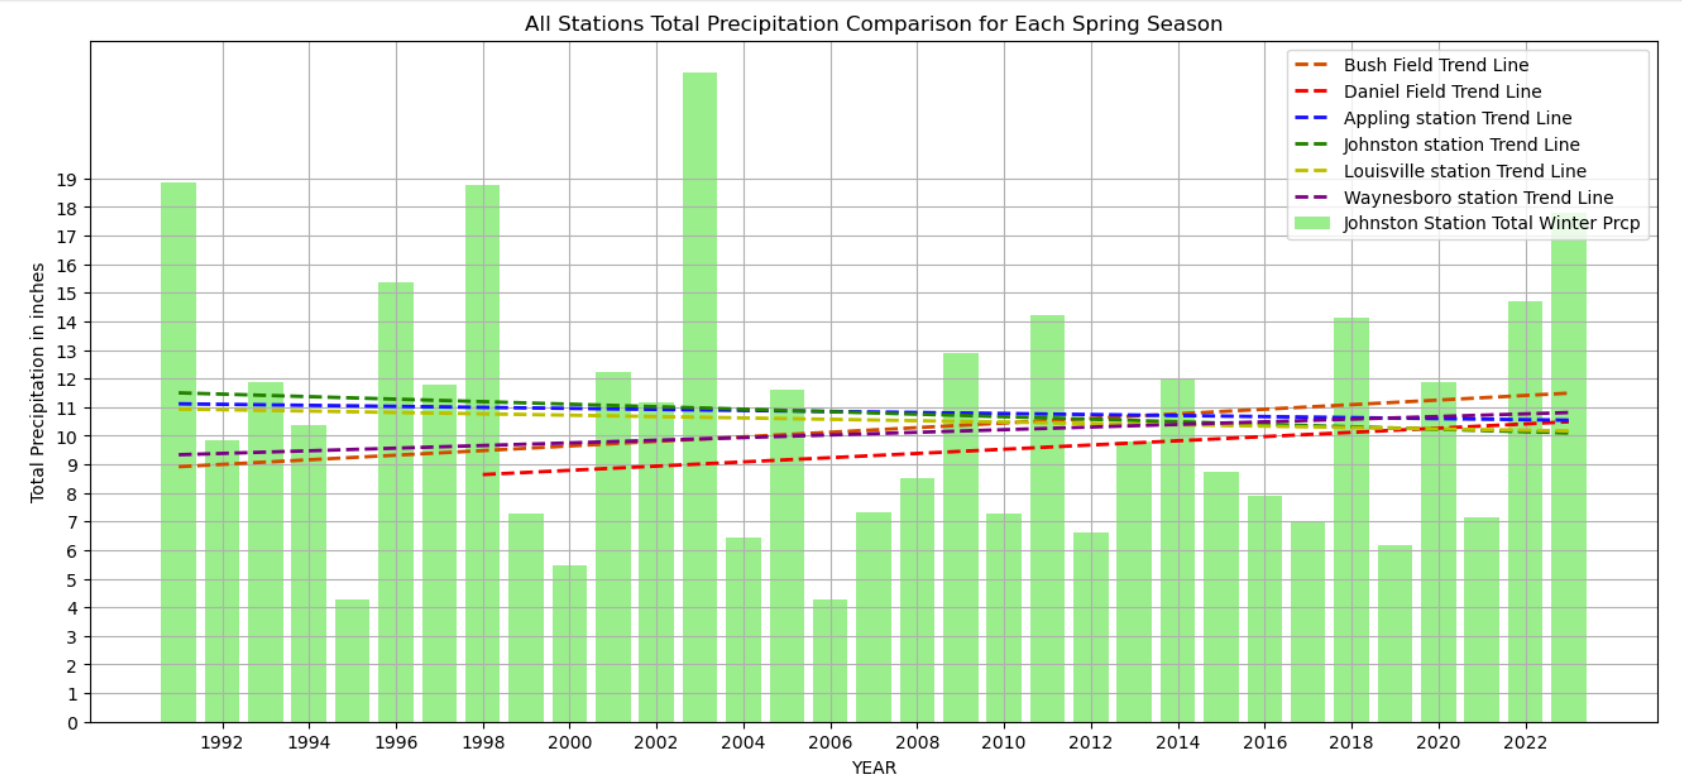 All Stations Total Precipitation Comparison for Each Spring Season
Bush Field Trend Line
Daniel Field Trend Line
Appling station Trend Line
Johnston station Trend Line
Louisville station Trend Line
Waynesboro station Trend Line
Johnston Station Total Winter Prcp
Total Precipitation in inches
19
18
17
16
15
14
13
12
11
10
9
8
7
6
5
4
3
2
1
0
1992 1994 1996 1998 2000 2002 2004 2006 2008 2010 2012 2014 2016 2018 2020 2022
YEAR